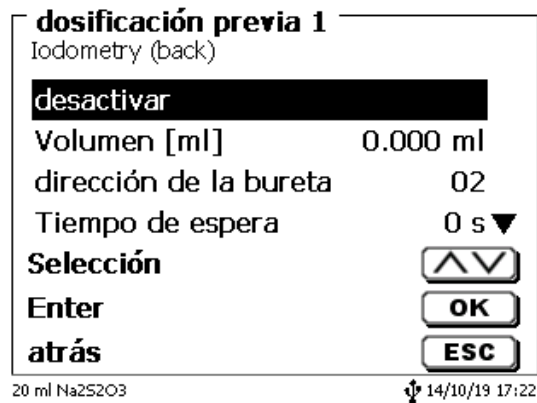 dosificación previa 1
Iodometry (back)
desactivar
Volumen [ml] 0.000 ml
dirección de la bureta 02
Tiempo de espera 0 s
Selección
Enter OK
atrás ESC
20 ml Na2S2O3 14/10/19 17:22